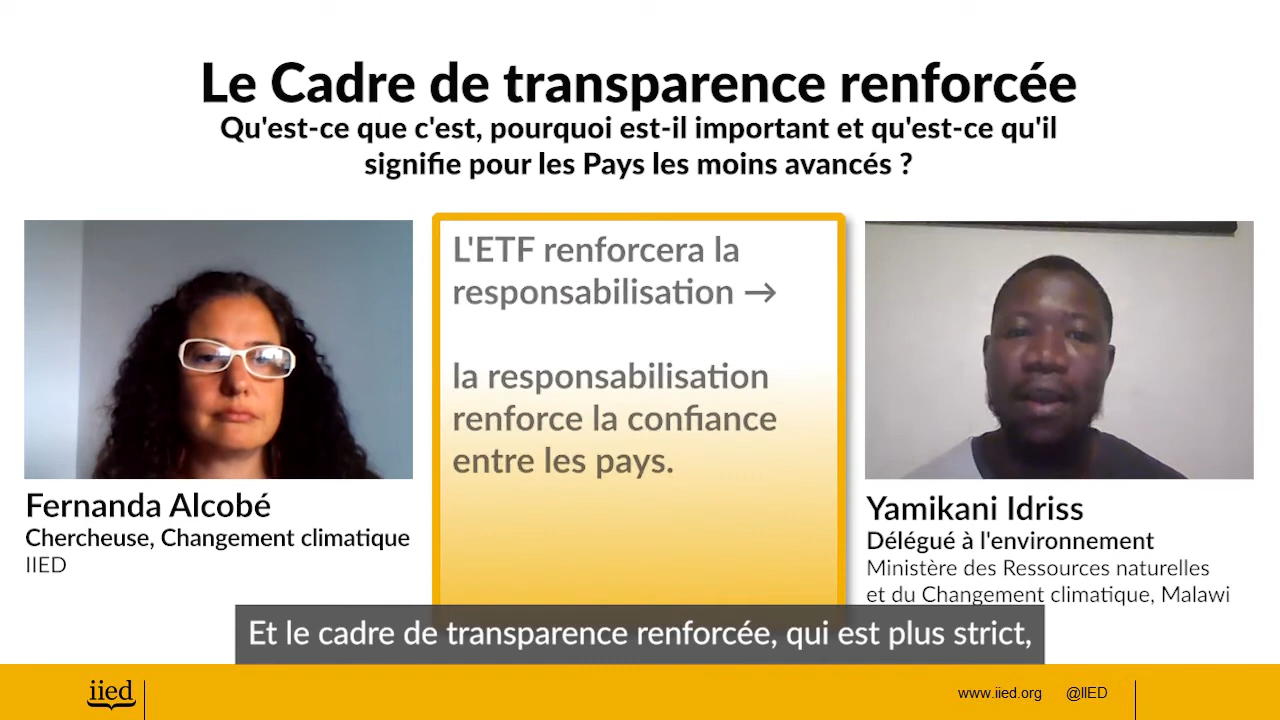 Le Cadre de transparence renforcée
Qu'est-ce que c'est, pourquoi est-il important et qu'est-ce qu'il
signifie pour les Pays les moins avancés ?
L'ETF renforcera la
responsabilisation →
la responsabilisation
renforce la confiance
entre les pays.
Fernanda Alcobé
Chercheuse, Changement climatique
IIED
Yamikani Idriss
Délégué à l'environnement
Ministère des Ressources naturelles
et du Changement climatique, Malawi
Et le cadre de transparence renforcée, qui est plus strict,
iied
www.iied.org @IIED